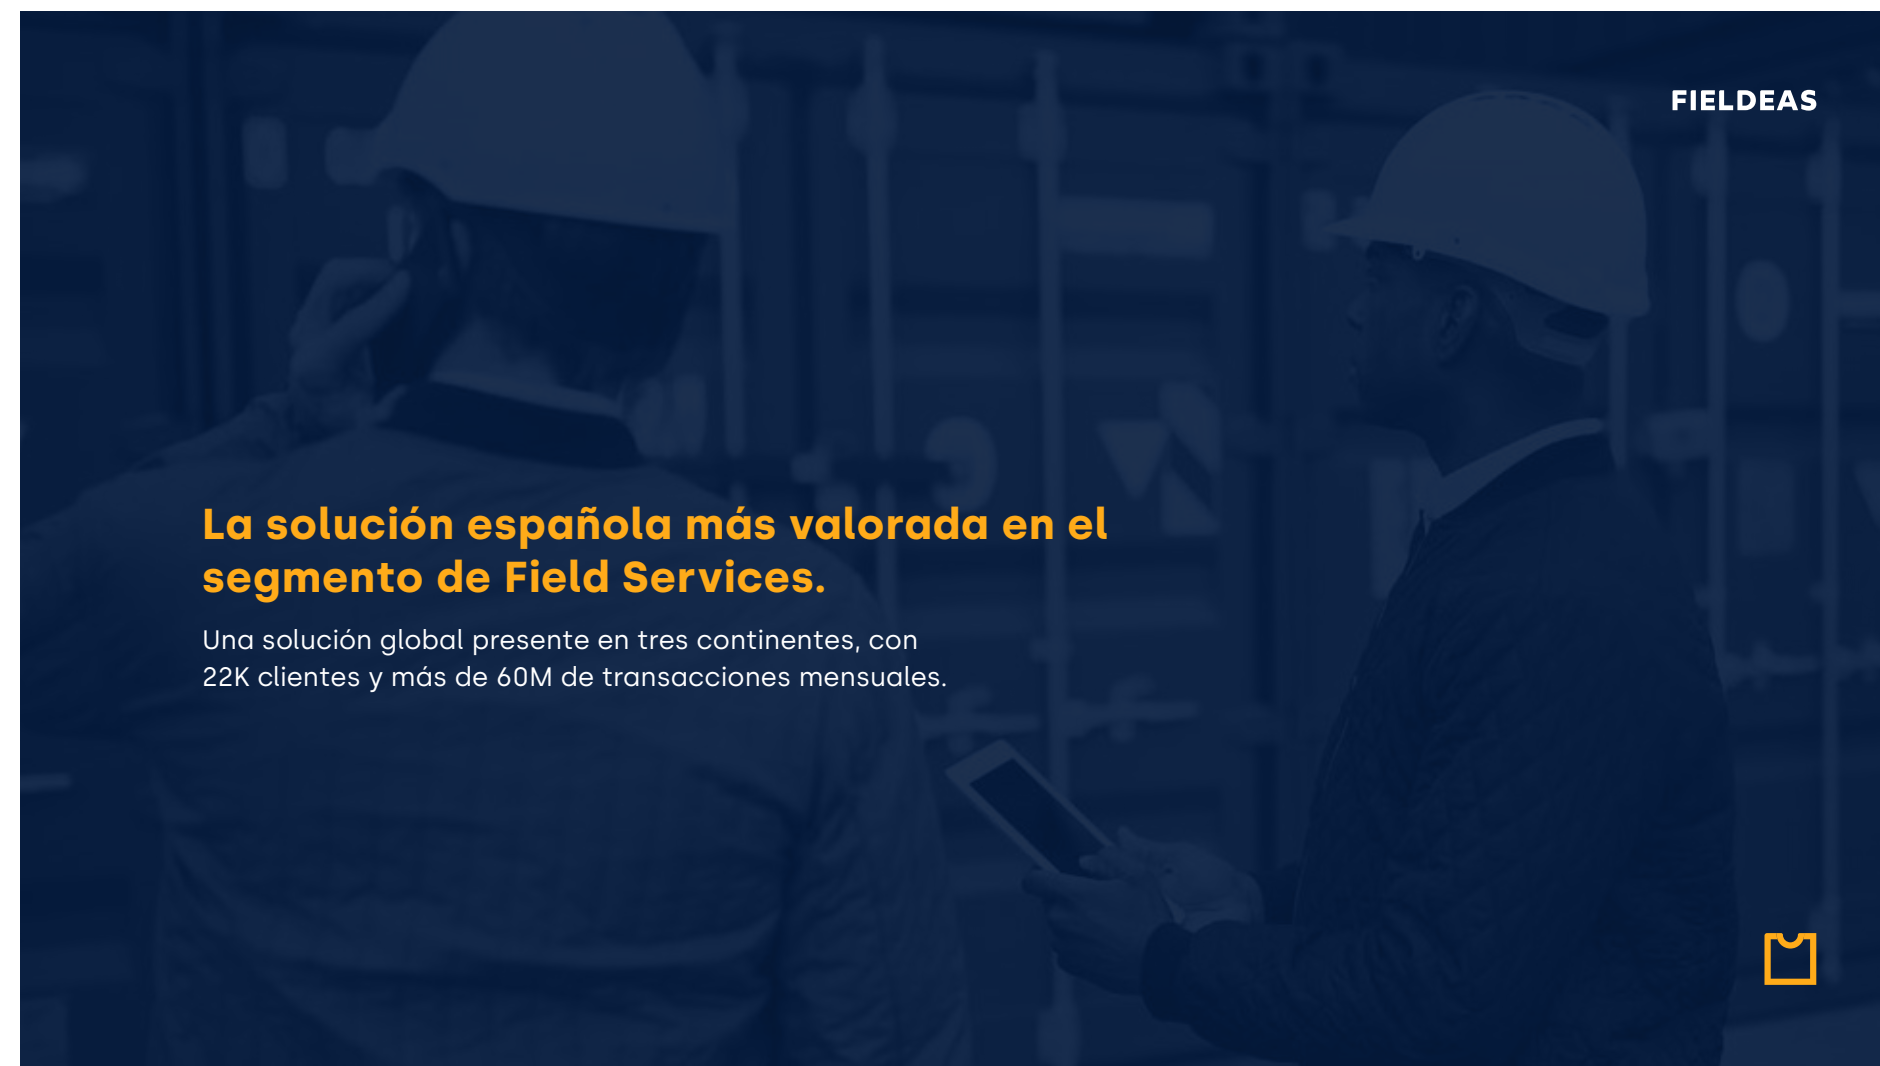 FIELDEAS
La solución española más valorada en el
segmento de Field Services.
Una solución global presente en tres continentes, con
22K clientes y más de 60M de transacciones mensuales.